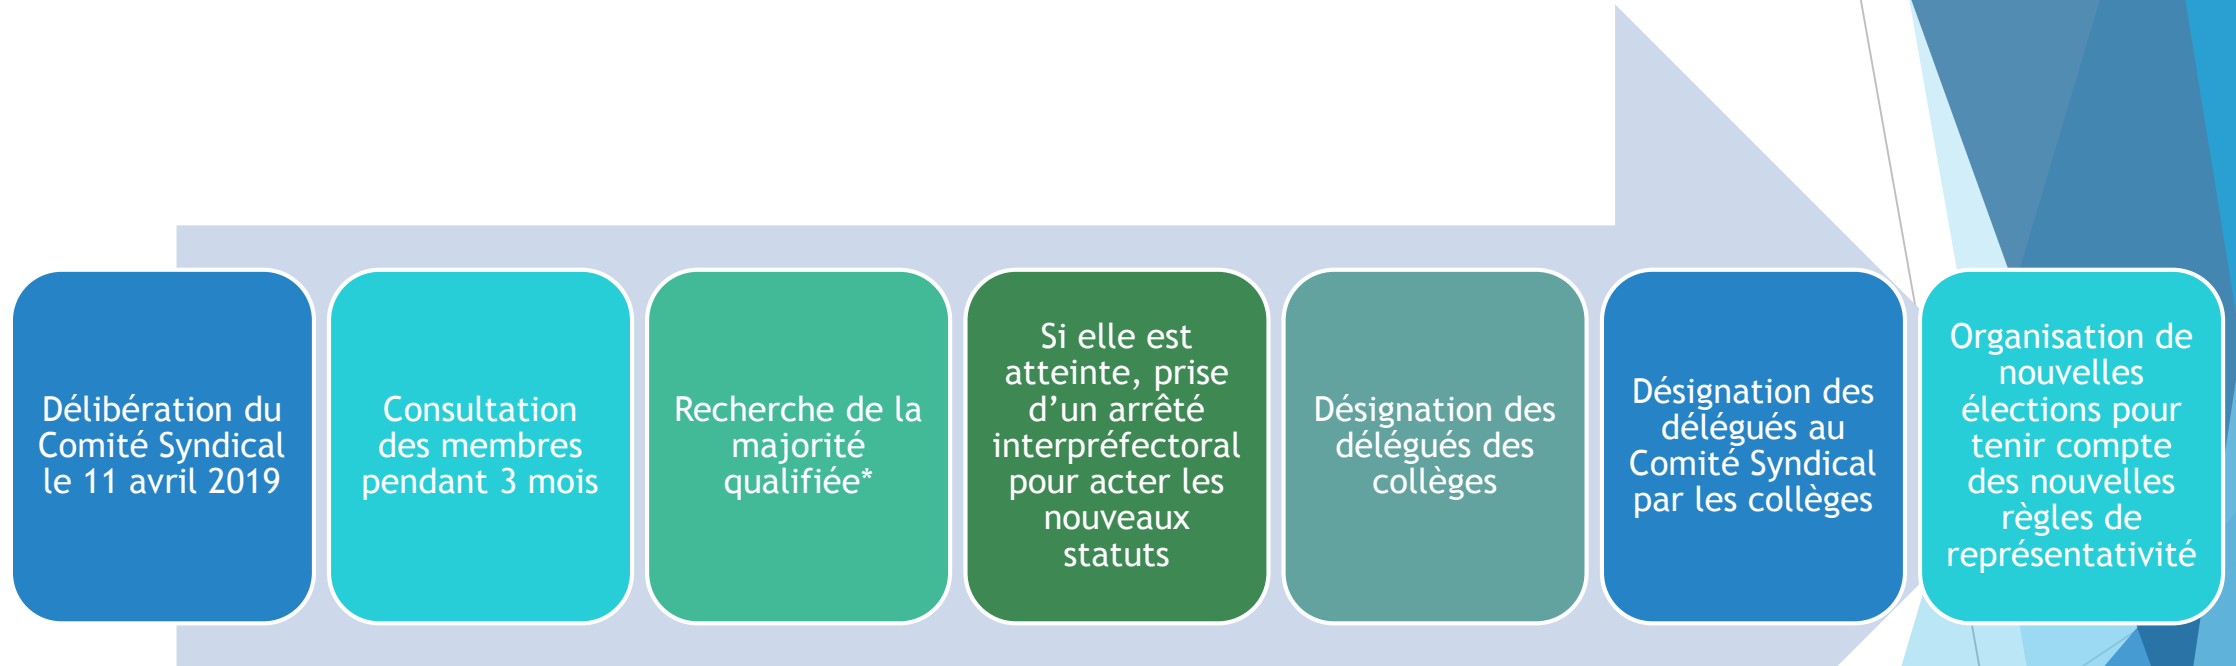 Délibération du
Comité Syndical
le 11 avril 2019
Consultation
des membres
pendant 3 mois
Recherche de la
majorité
qualifiée*
Si elle est
atteinte, prise
d’un arrêté
interpréfectoral
pour acter les
nouveaux
statuts
Désignation des
délégués des
collèges
Désignation des
délégués au
Comité Syndical
par les collèges
Organisation de
nouvelles
élections pour
tenir compte
des nouvelles
règles de
représentativité